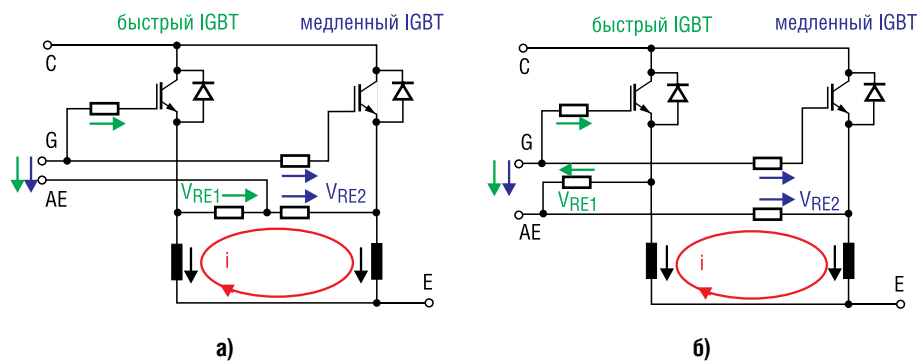 быстрый IGBT
медленный IGBT
C
G
AE
VRE1
VRE2
i
E
а)
быстрый IGBT
медленный IGBT
C
G
VRE1
AE
VRE2
i
E
б)